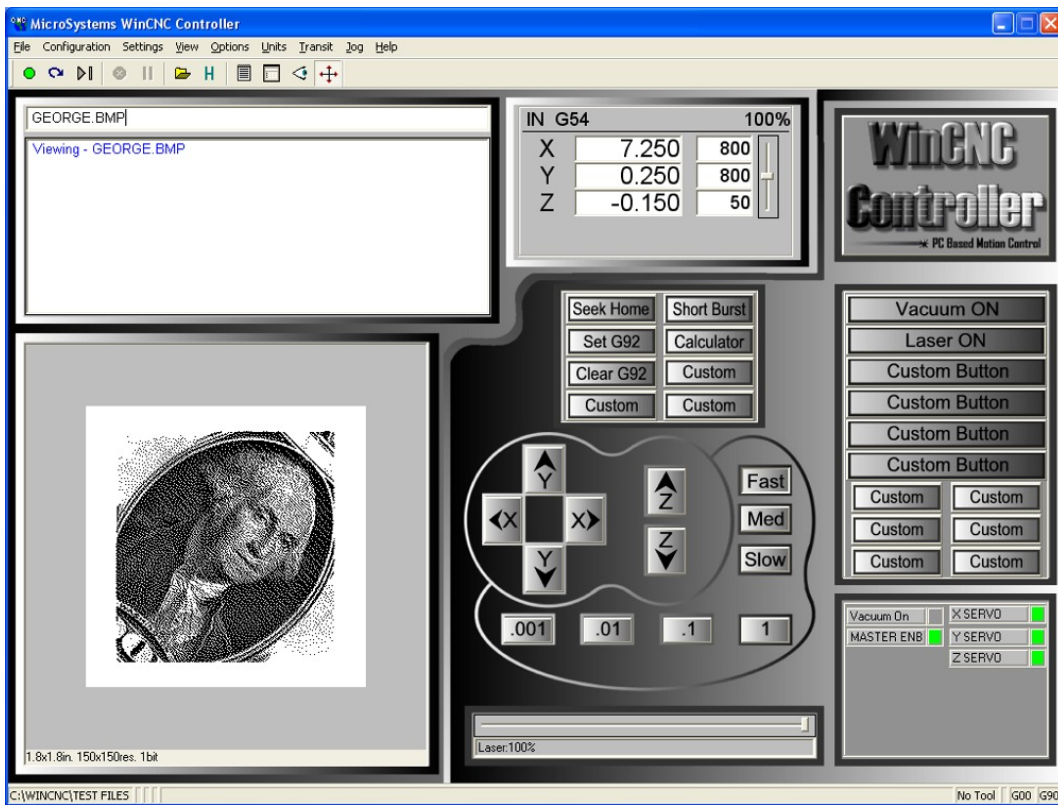 MicroSystems WinCNC Controller
File Configuration Settings View Options Units Transit Jog Help
H
GEORGE.BMP
Viewing - GEORGE.BMP
IN G54 100%
X 7.250 800
Y 0.250 800
Z -0.150 50
WinCNC
Controller
PC Based Motion Control
Seek Home Short Burst
Set G92 Calculator
Clear G92 Custom
Custom Custom
Vacuum ON
Laser ON
Custom Button
Custom Button
Custom Button
Custom Button
Custom Custom
Custom Custom
Custom Custom
Y
X X
Y
Z
Z
Fast
Med
Slow
.001 .01 .1 1
Vacuum On X SERVO
MASTER ENB Y SERVO
Z SERVO
Laser:100%
1.8x1.8in. 150x150res. 1bit
C:\WINCNC\TEST FILES No Tool G00 G90